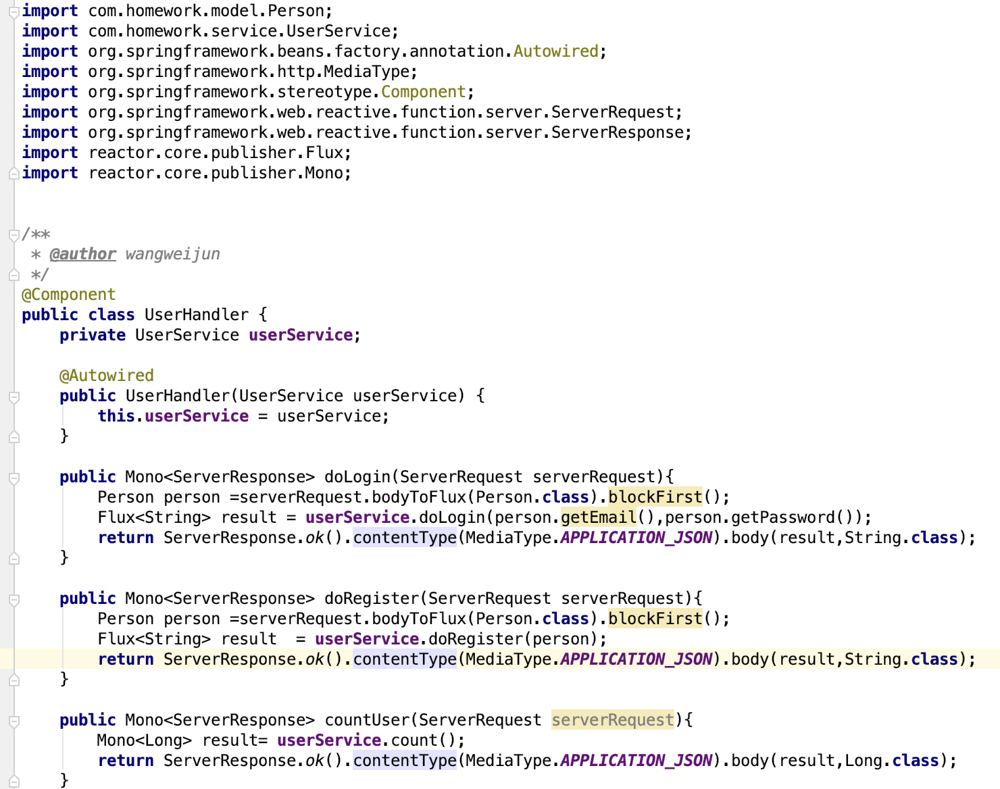 import com.homework.model.Person;
import com.homework.service.UserService;
import org.springframework.beans.factory.annotation.Autowired;
import org.springframework.http.MediaType;
import org.springframework.stereotype.Component;
import org.springframework.web.reactive.function.server.ServerRequest;
import org.springframework.web.reactive.function.server.ServerResponse;
import reactor.core.publisher.Flux;
import reactor.core.publisher.Mono;
/**
 * @author wangweijun
 */
@Component
public class UserHandler {
    private UserService userService;
    @Autowired
    public UserHandler(UserService userService) {
        this.userService = userService;
    }
    public Mono<ServerResponse> doLogin(ServerRequest serverRequest){
        Person person =serverRequest.bodyToFlux(Person.class).blockFirst();
        Flux<String> result = userService.doLogin(person.getEmail(),person.getPassword());
        return ServerResponse.ok().contentType(MediaType.APPLICATION_JSON).body(result,String.class);
    }
    public Mono<ServerResponse> doRegister(ServerRequest serverRequest){
        Person person =serverRequest.bodyToFlux(Person.class).blockFirst();
        Flux<String> result  = userService.doRegister(person);
        return ServerResponse.ok().contentType(MediaType.APPLICATION_JSON).body(result,String.class);
    }
    public Mono<ServerResponse> countUser(ServerRequest serverRequest){
        Mono<Long> result= userService.count();
        return ServerResponse.ok().contentType(MediaType.APPLICATION_JSON).body(result,Long.class);
    }